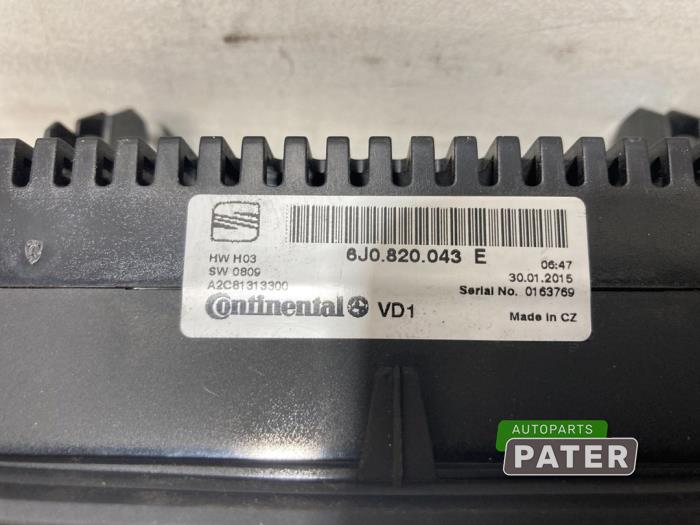 6J0.820.043 E
HW H03
SW 0809
A2C81313300
06:47
30.01.2015
Serial No. 0163769
Continental VD1
Made in CZ
AUTOPARTS
PATER